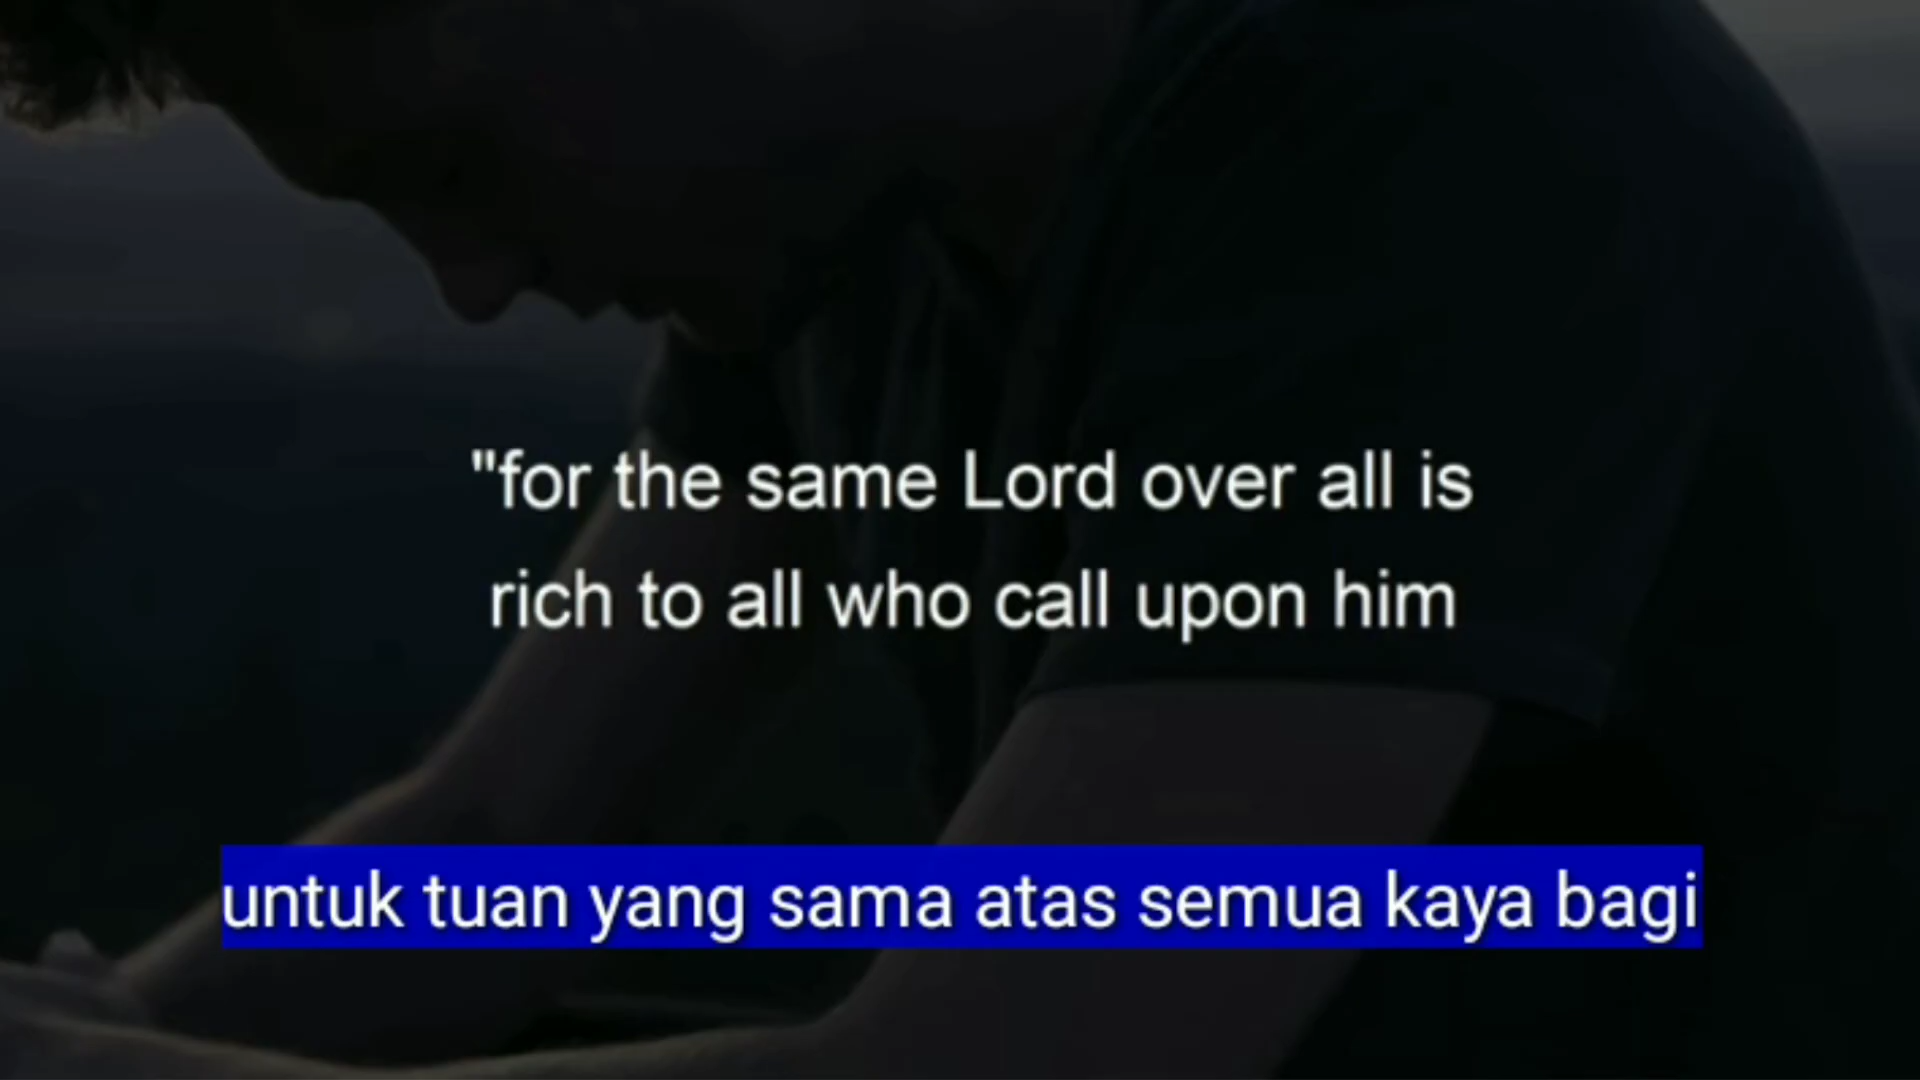 "for the same Lord over all is
rich to all who call upon him
untuk tuan yang sama atas semua kaya bagi